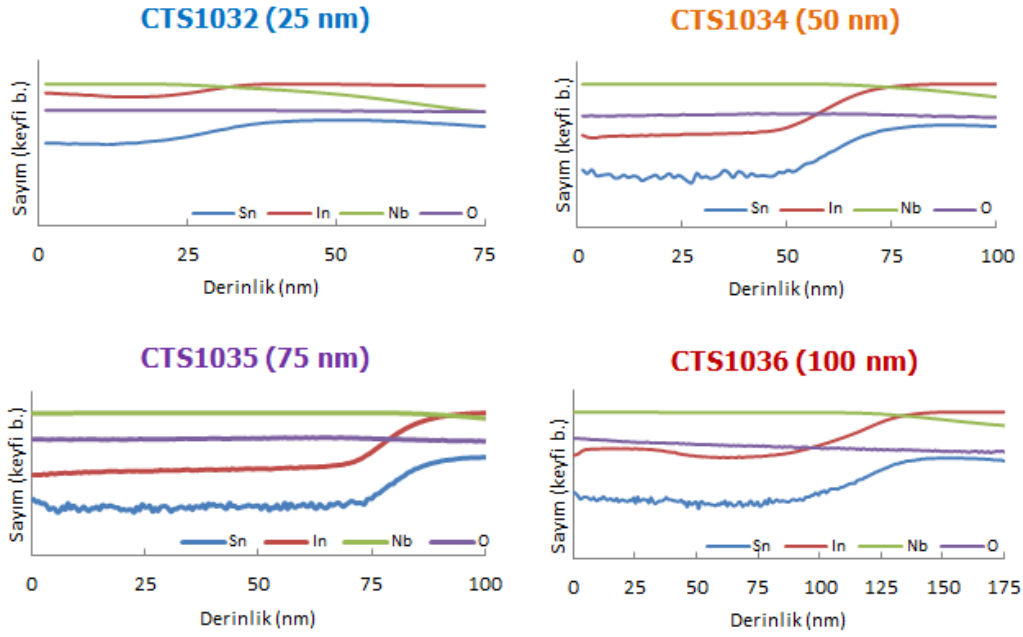 CTS1032 (25 nm)
Sayım (keyfi b.)
Sn In Nb O
0 25 50 75
Derinlik (nm)
CTS1034 (50 nm)
Sayım (keyfi b.)
Sn In Nb O
0 25 50 75 100
Derinlik (nm)
CTS1035 (75 nm)
Sayım (keyfi b.)
Sn In Nb O
0 25 50 75 100
Derinlik (nm)
CTS1036 (100 nm)
Sayım (keyfi b.)
Sn In Nb O
0 25 50 75 100 125 150 175
Derinlik (nm)